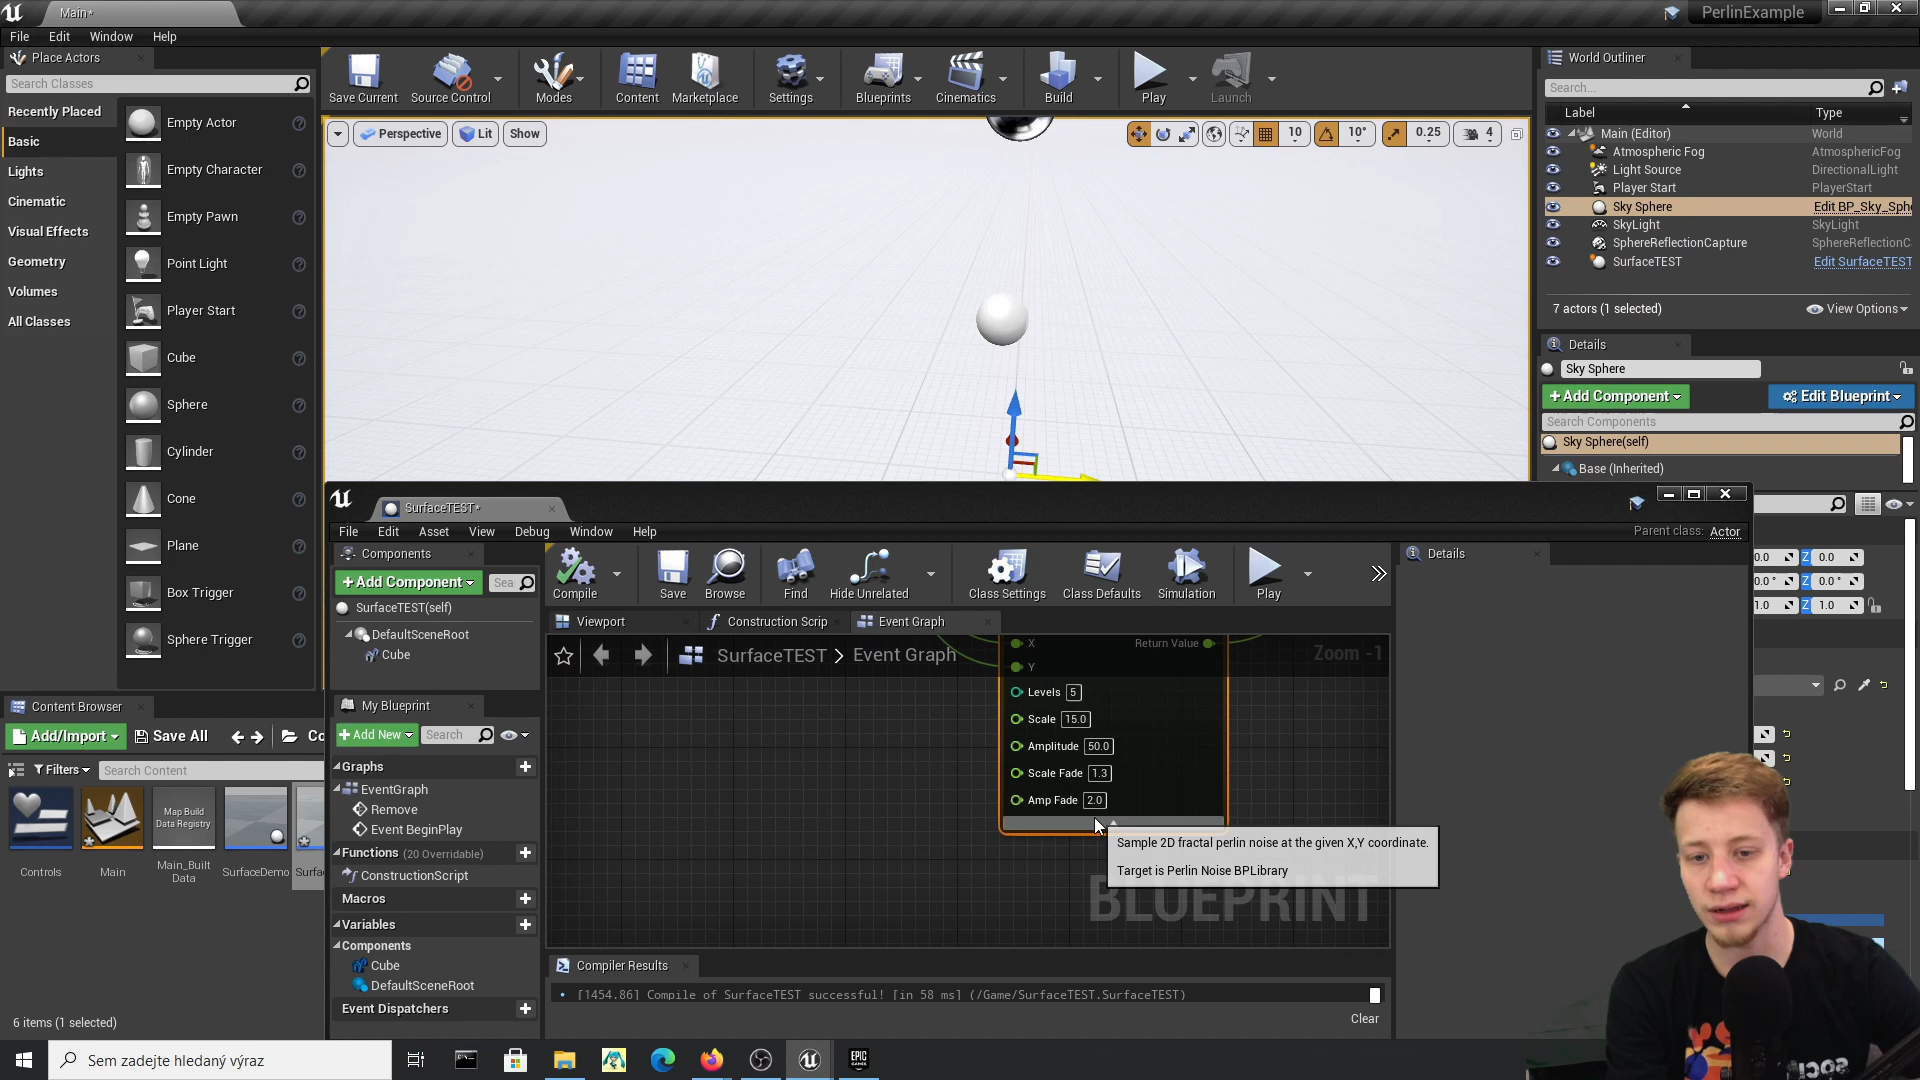 Main*
PerlinExample
File Edit Window Help
Place Actors
Search Classes
Recently Placed
Basic
Lights
Cinematic
Visual Effects
Geometry
Volumes
All Classes
Empty Actor
Empty Character
Empty Pawn
Point Light
Player Start
Cube
Sphere
Cylinder
Cone
Plane
Box Trigger
Sphere Trigger
Save Current
Source Control
Modes
Content
Marketplace
Settings
Blueprints
Cinematics
Build
Play
Launch
Perspective
Lit
Show
10
10°
0.25
4
World Outliner
Search...
Label Type
Main (Editor) World
Atmospheric Fog AtmosphericFog
Light Source DirectionalLight
Player Start PlayerStart
Sky Sphere Edit BP_Sky_Sph
SkyLight SkyLight
SphereReflectionCapture SphereReflectionC
SurfaceTEST Edit SurfaceTEST
7 actors (1 selected)
View Options
Details
Sky Sphere
+Add Component
Edit Blueprint
Search Components
Sky Sphere(self)
Base (Inherited)
0.0 Z 0.0
0.0 ° Z 0.0 °
1.0 Z 1.0
SurfaceTEST*
File Edit Asset View Debug Window Help
Parent class: Actor
Components
+Add Component
Sea
SurfaceTEST(self)
DefaultSceneRoot
Cube
Compile
Save
Browse
Find
Hide Unrelated
Class Settings
Class Defaults
Simulation
Play
Details
Viewport
Construction Scrip
Event Graph
SurfaceTEST > Event Graph
Zoom -1
X Return Value
Y
Levels 5
Scale 15.0
Amplitude 50.0
Scale Fade 1.3
Amp Fade 2.0
Sample 2D fractal perlin noise at the given X,Y coordinate.
Target is Perlin Noise BPLibrary
BLUEPRINT
My Blueprint
+Add New
Search
Graphs
EventGraph
Remove
Event BeginPlay
Functions (20 Overridable)
ConstructionScript
Macros
Variables
Components
Cube
DefaultSceneRoot
Event Dispatchers
Compiler Results
• [1454.86] Compile of SurfaceTEST successful! [in 58 ms] (/Game/SurfaceTEST.SurfaceTEST)
Clear
Content Browser
Add/Import
Save All
Co
Filters
Search Content
Map Build
Data Registry
Controls
Main
Main_Built
Data
SurfaceDemo
Surfac
6 items (1 selected)
Sem zadejte hledaný výraz
EPIC
GAMES